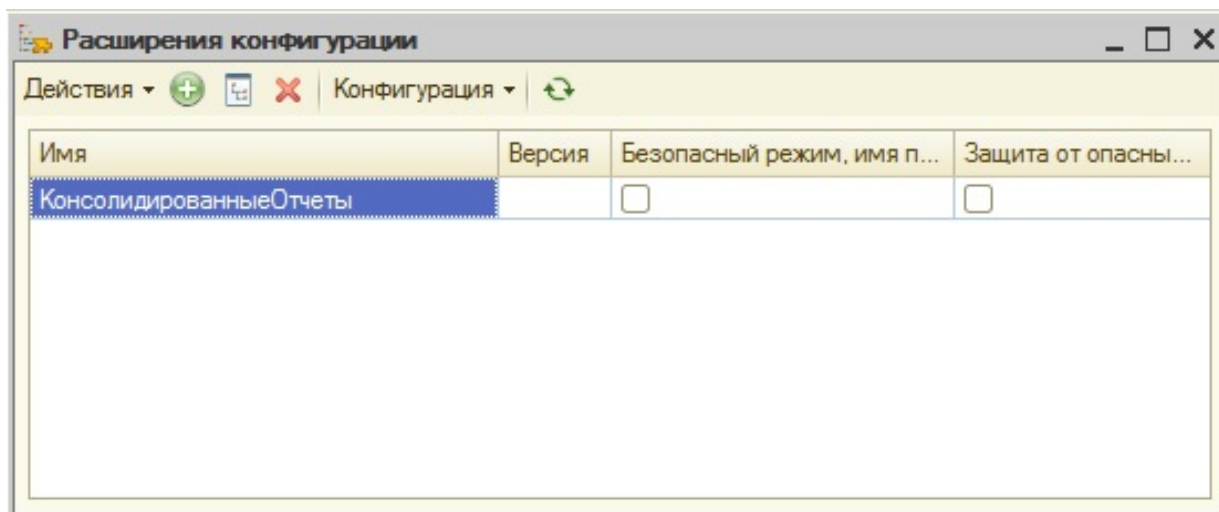 Расширения конфигурации
Действия Конфигурация
Имя Версия Безопасный режим, имя п... Защита от опасны...
КонсолидированныеОтчеты